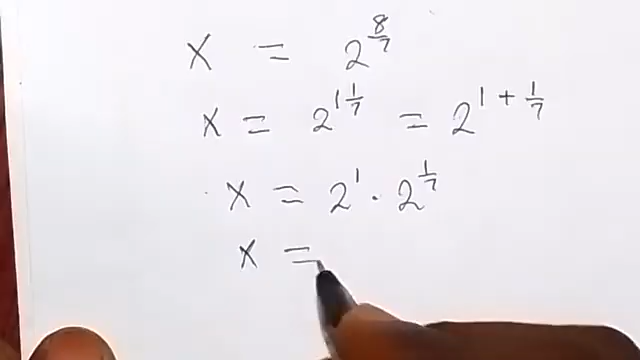 x = 2^{8/7}
x = 2^{1 1/7} = 2^{1 + 1/7}
x = 2^1 · 2^{1/7}
x =